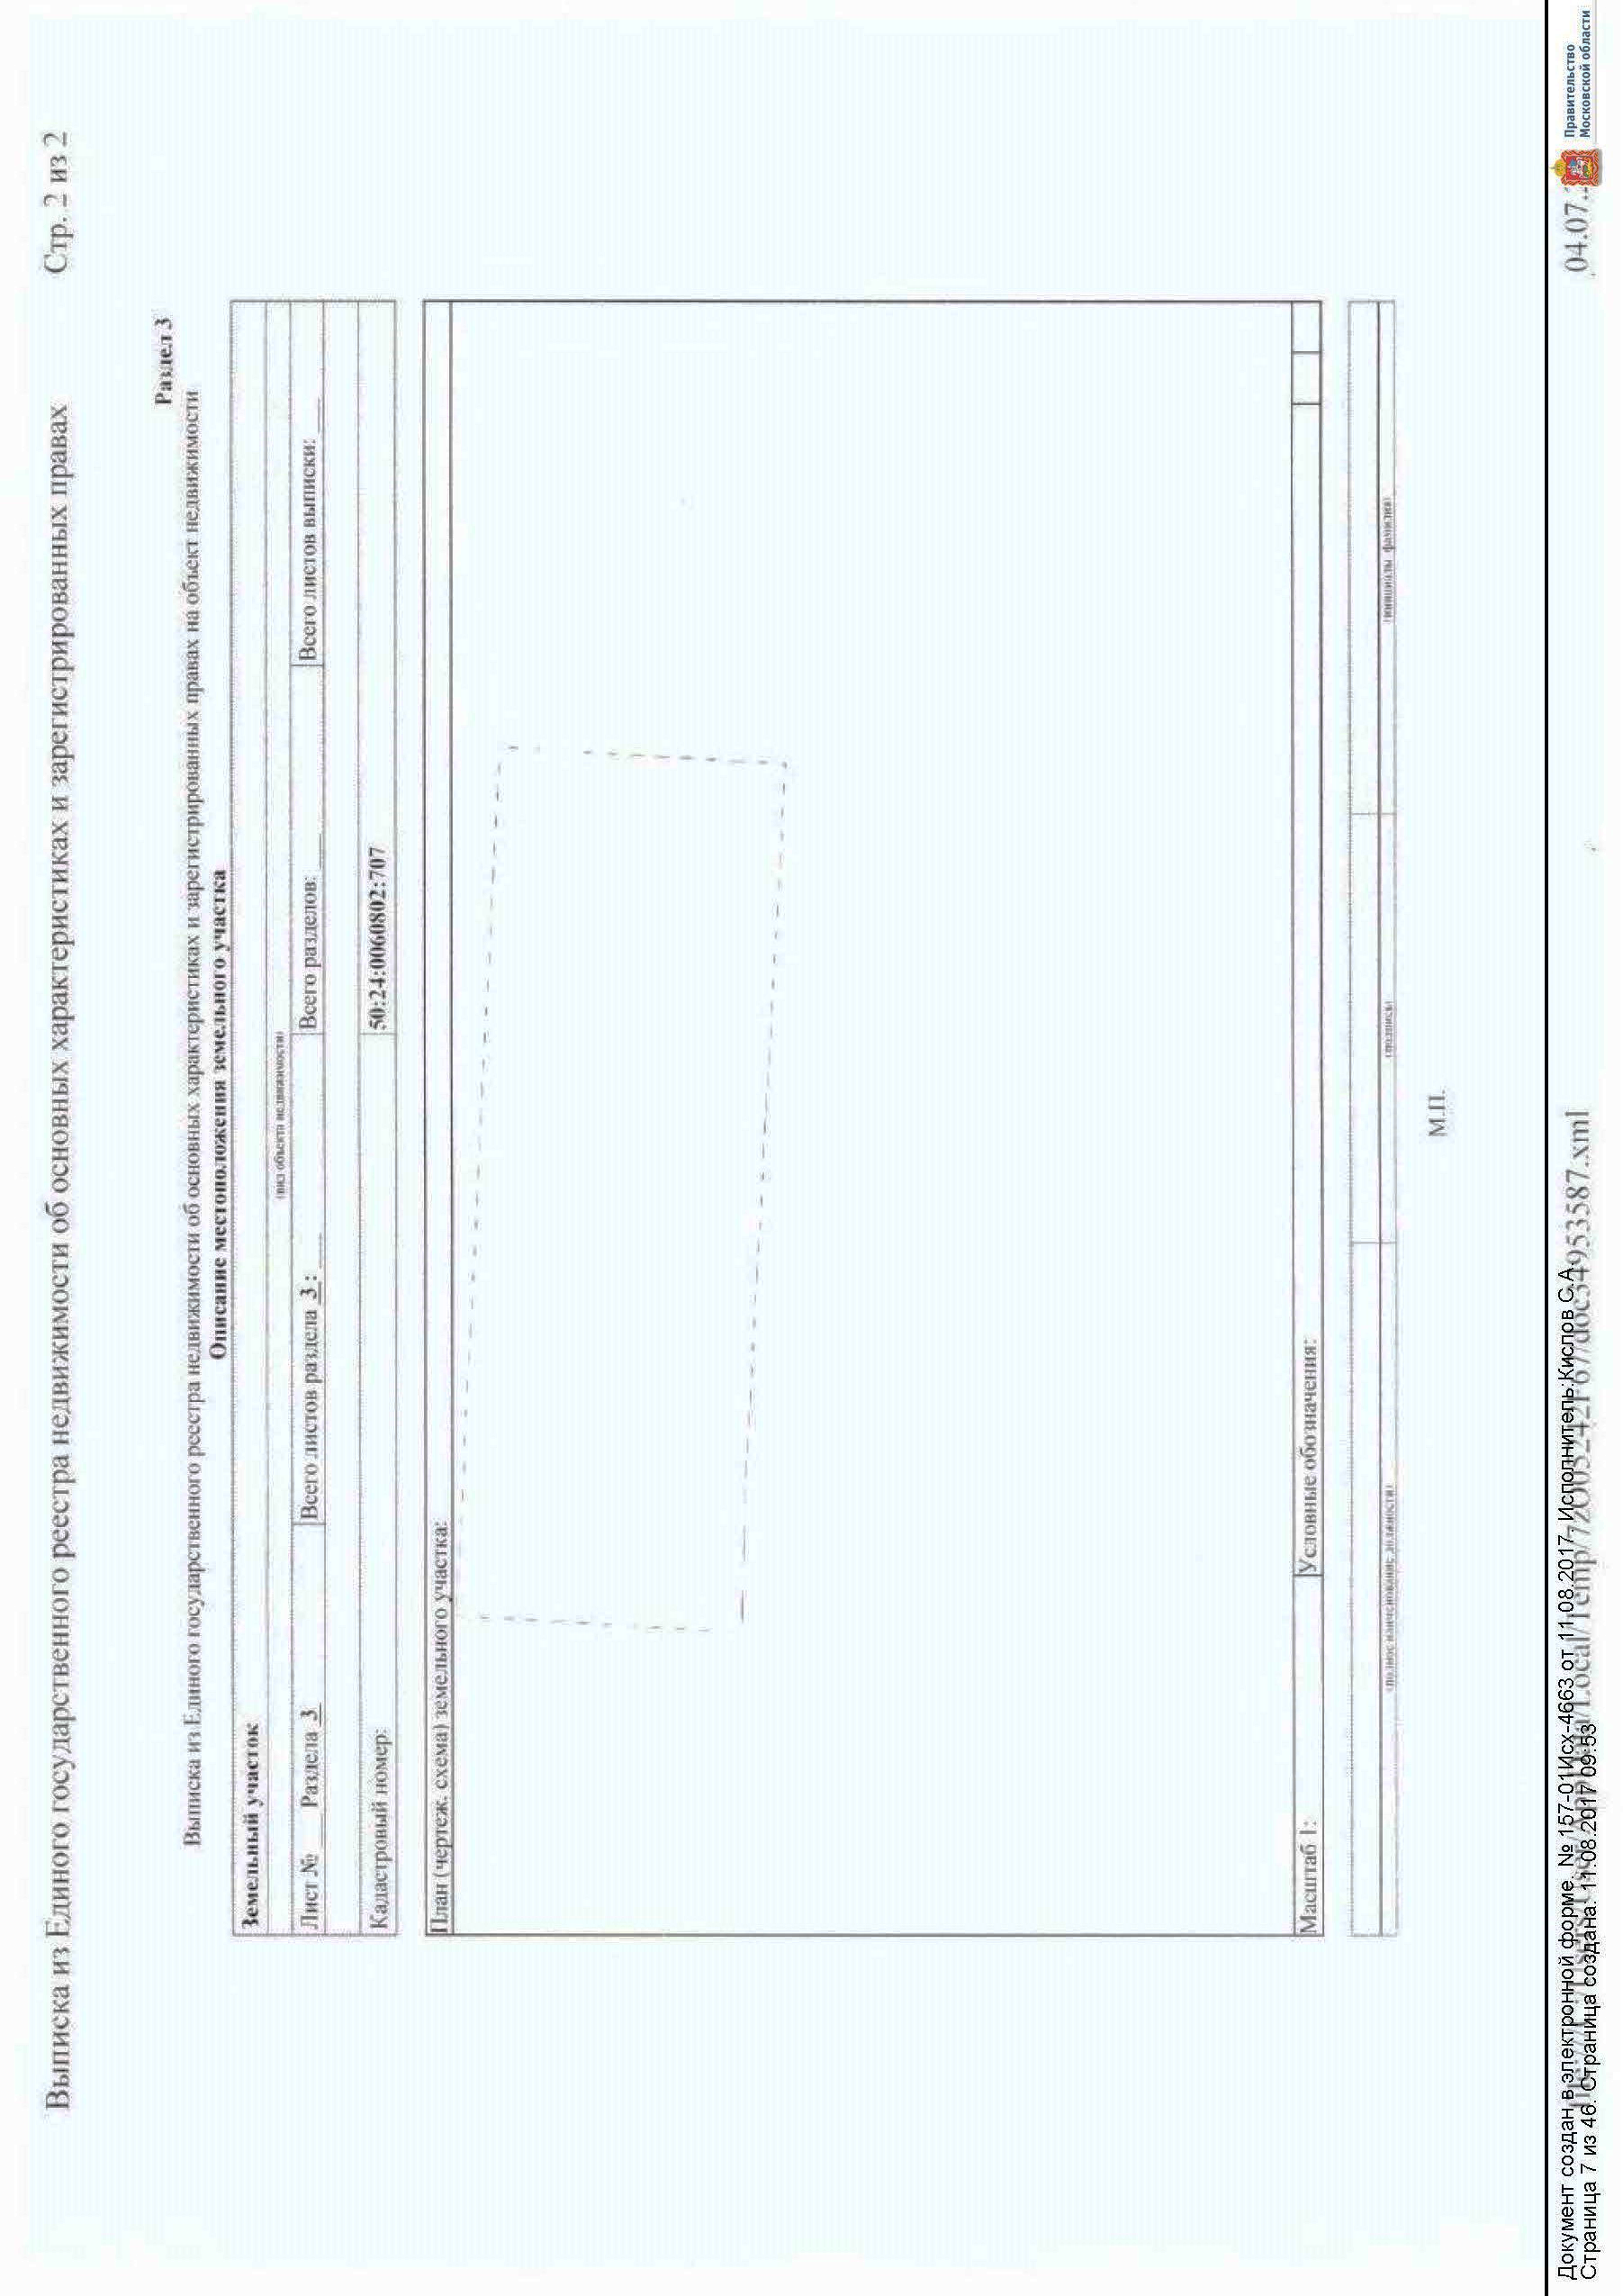 Выписка из Единого государственного реестра недвижимости об основных характеристиках и зарегистрированных правах Стр. 2 из 2
Раздел 3
Выписка из Единого государственного реестра недвижимости об основных характеристиках и зарегистрированных правах на объект недвижимости
Описание местоположения земельного участка
Земельный участок
(вид объекта недвижимости)
Лист № ___ Раздела 3 Всего листов раздела 3 : ___ Всего разделов: ___ Всего листов выписки: ___
Кадастровый номер: 50:24:0060802:707
План (чертеж, схема) земельного участка:
Масштаб 1: Условные обозначения:
(полное наименование должности) (подпись) (инициалы, фамилия)
М.П.
Документ создан в электронной форме. № 157-01Исх-4663 от 11.08.2017. Исполнитель:Кислов С.А.
Страница 7 из 46. Страница создана: 11.08.2017 09:53
04.07.
Правительство
Московской области